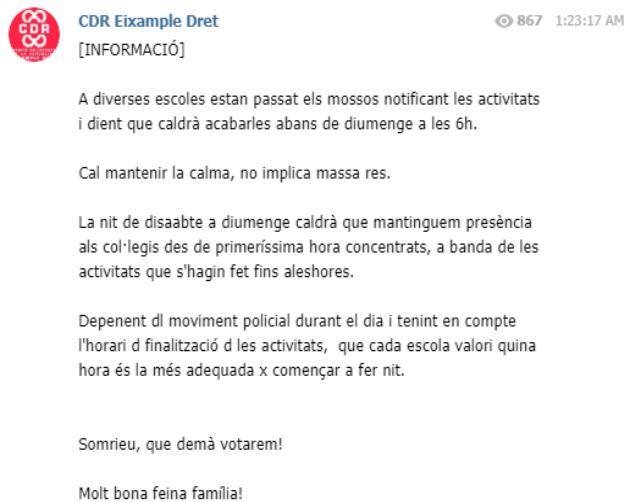 CDR Eixample Dret
867 1:23:17 AM
CDR
[INFORMACIÓ]
A diverses escoles estan passat els mossos notificant les activitats
i dient que caldrà acabarles abans de diumenge a les 6h.
Cal mantenir la calma, no implica massa res.
La nit de disaabte a diumenge caldrà que mantinguem presència
als col·legis des de primeríssima hora concentrats, a banda de les
activitats que s'hagin fet fins aleshores.
Depenent dl moviment policial durant el dia i tenint en compte
l'horari d finalització d les activitats,  que cada escola valori quina
hora és la més adequada x començar a fer nit.
Somrieu, que demà votarem!
Molt bona feina família!